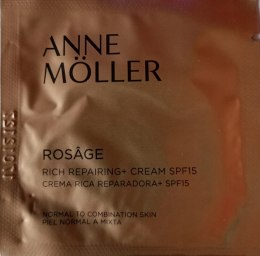 ANNE
MÖLLER
ROSÂGE
RICH REPAIRING+ CREAM SPF15
CREMA RICA REPARADORA+ SPF15
NORMAL TO COMBINATION SKIN
PIEL NORMAL A MIXTA